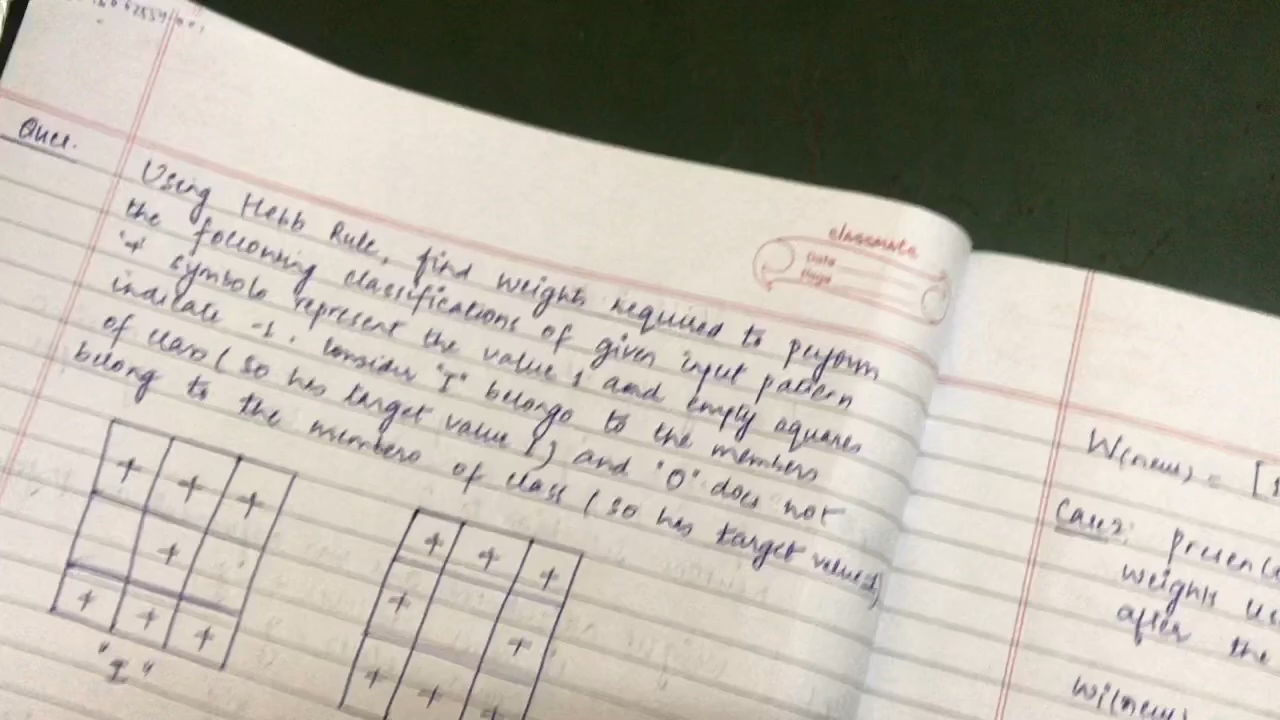 Ques.
Using Hebb Rule, find weights required to perform
the following classifications of given input pattern
'+' symbols represent the value 1 and empty squares
indicate -1. Consider "I" belongs to the members
of class (so has target value 1) and "O" does not
belong to the members of class (so has target value -1)
classmate
Date
Page
+ + +
+
+ + +
"I"
+ + +
+ +
+ + +
W(new) = [1
Case 2:
weights
after the
wi(new)